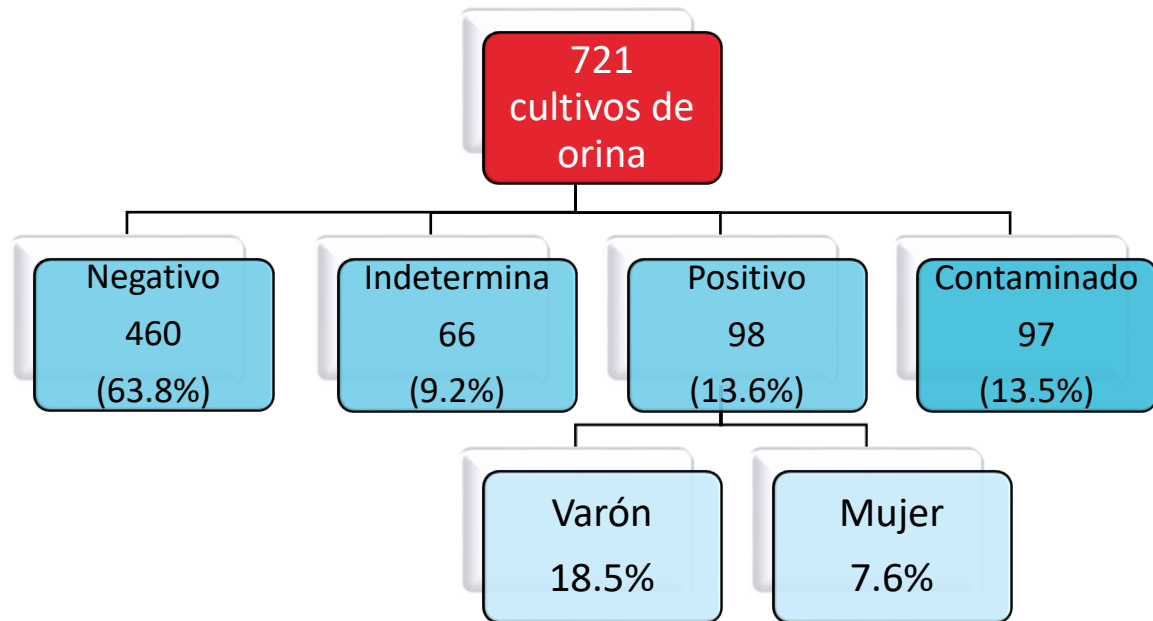 721
cultivos de
orina
Negativo
460
(63.8%)
Indetermina
66
(9.2%)
Positivo
98
(13.6%)
Contaminado
97
(13.5%)
Varón
18.5%
Mujer
7.6%